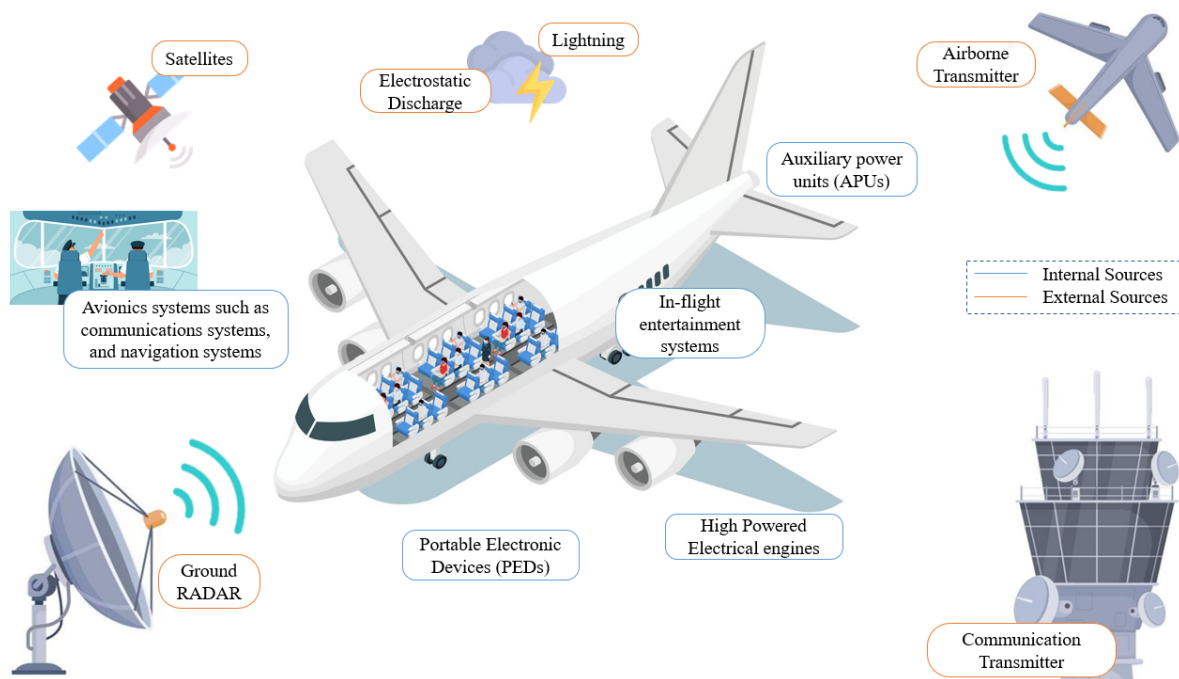 Satellites
Lightning
Electrostatic
Discharge
Airborne
Transmitter
Auxiliary power
units (APUs)
Avionics systems such as
communications systems,
and navigation systems
In-flight
entertainment
systems
Internal Sources
External Sources
Ground
RADAR
Portable Electronic
Devices (PEDs)
High Powered
Electrical engines
Communication
Transmitter